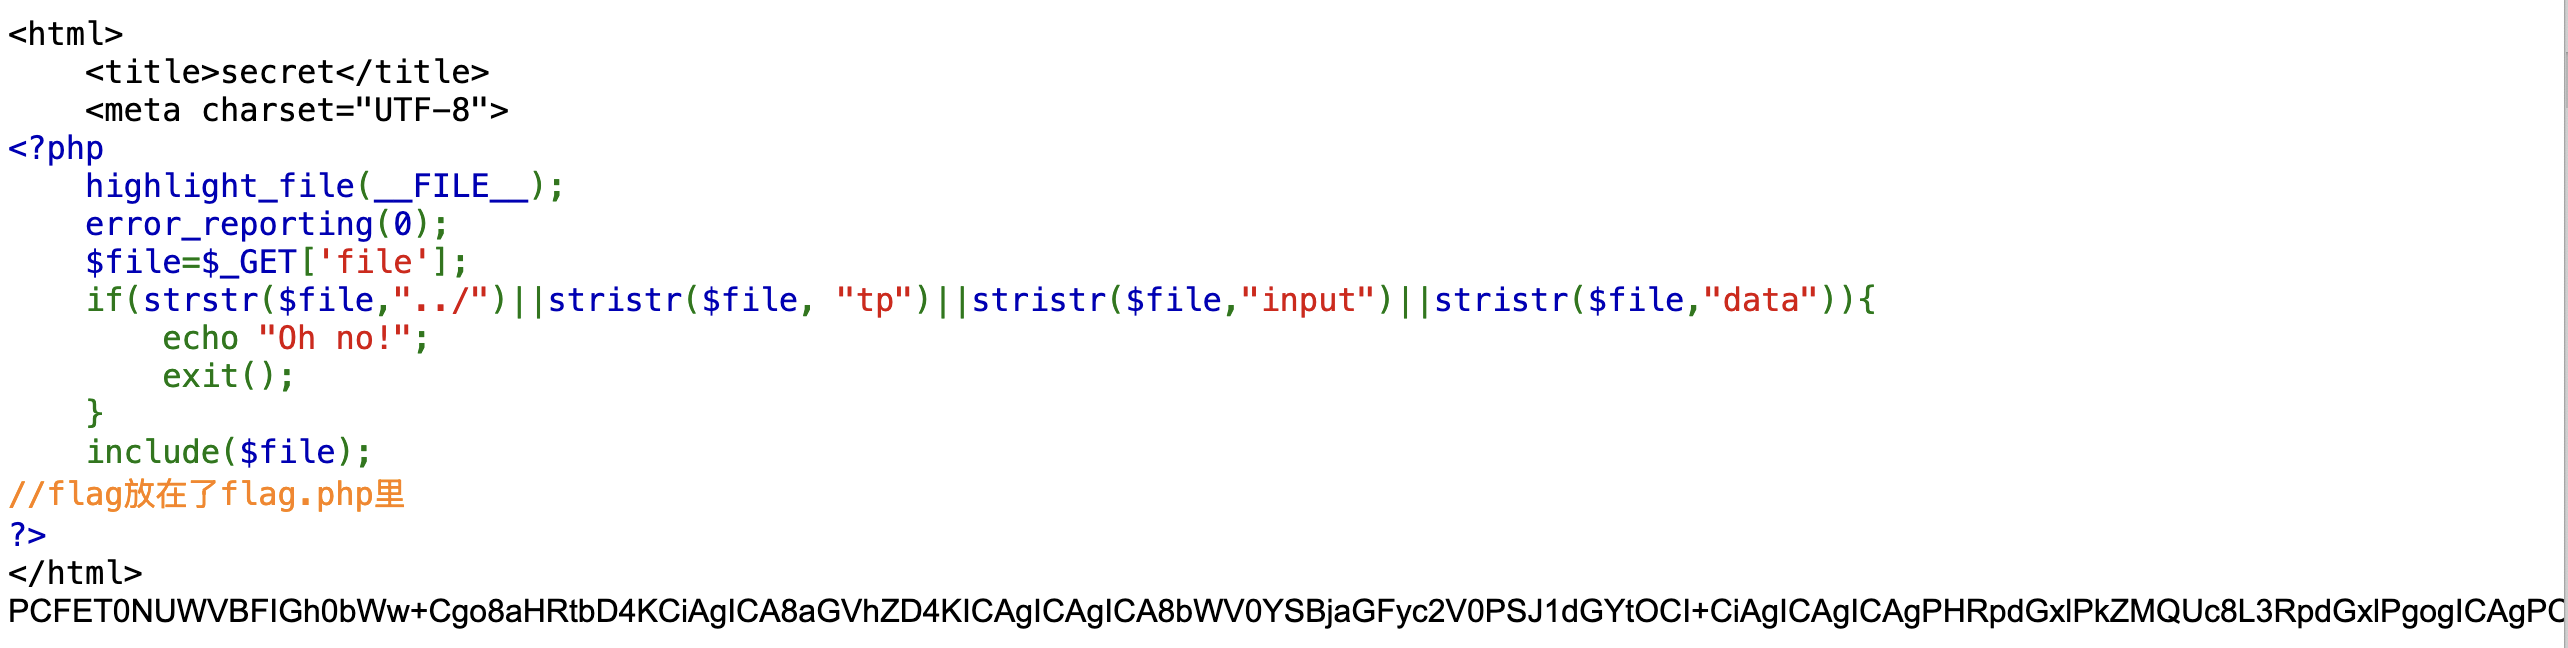 <html>
    <title>secret</title>
    <meta charset="UTF-8">
<?php
    highlight_file(__FILE__);
    error_reporting(0);
    $file=$_GET['file'];
    if(strstr($file,"../")||stristr($file, "tp")||stristr($file,"input")||stristr($file,"data")){
        echo "Oh no!";
        exit();
    }
    include($file);
//flag放在了flag.php里
?>
</html>
PCFET0NUWVBFIGh0bWw+Cgo8aHRtbD4KCiAgICA8aGVhZD4KICAgICAgICA8bWV0YSBjaGFyc2V0PSJ1dGYtOCI+CiAgICAgICAgPHRpdGxlPkZMQUc8L3RpdGxlPgogICAgPC